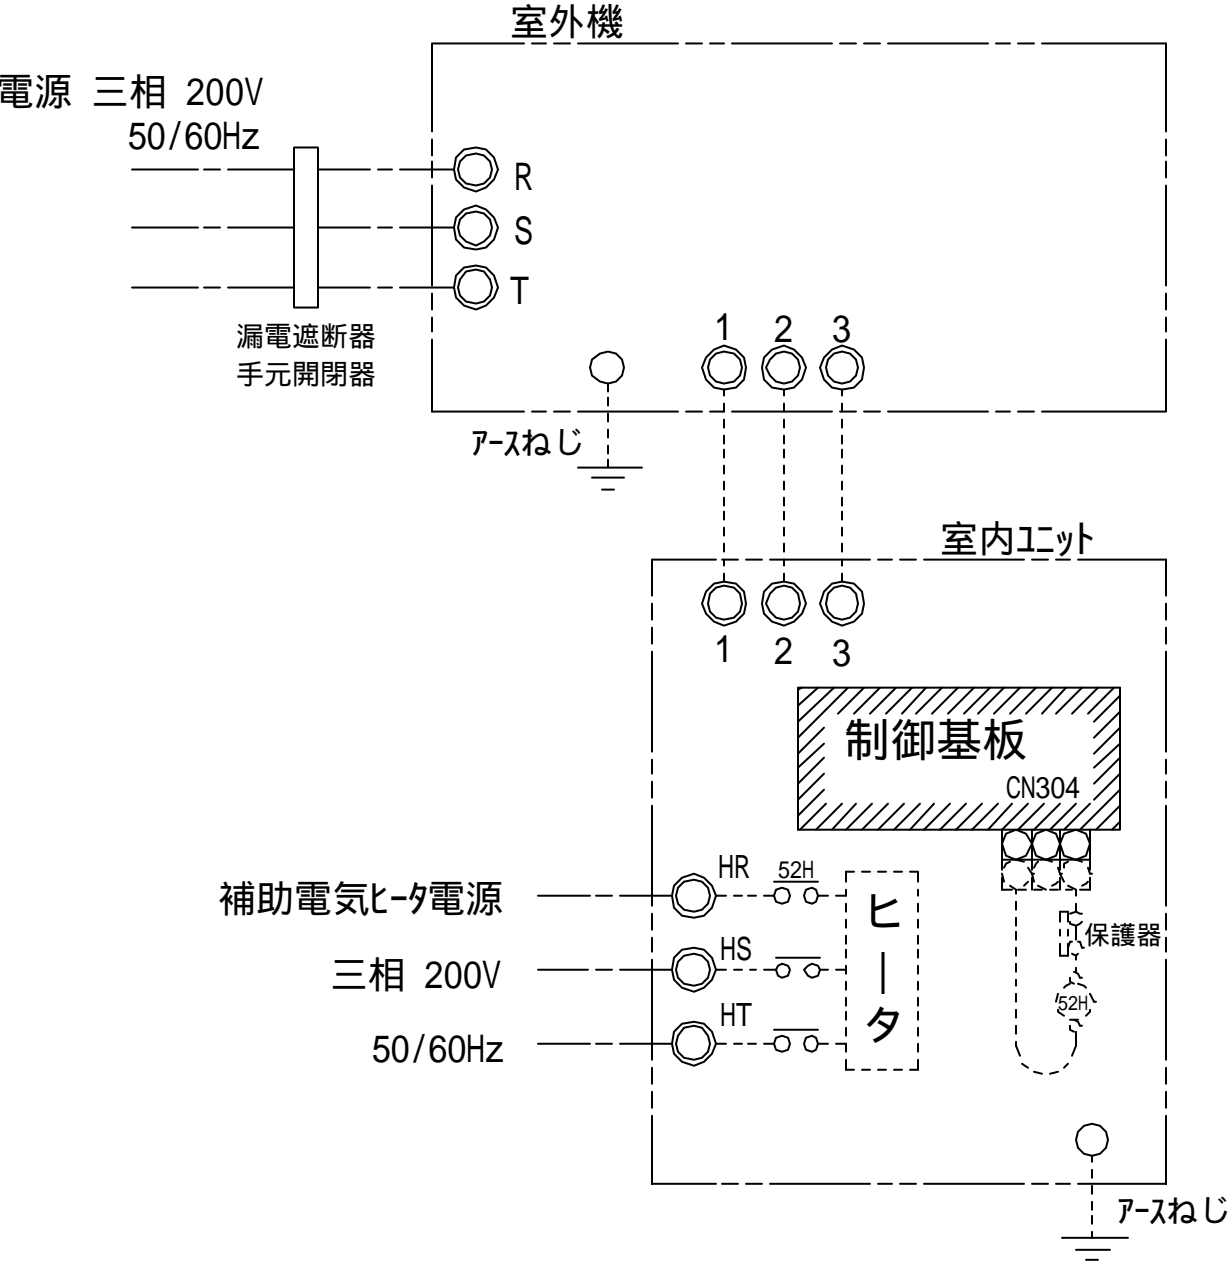 室外機
電源 三相 200V
50/60Hz
R
S
T
漏電遮断器
手元開閉器
1 2 3
ｱｰｽねじ
室内ﾕﾆｯﾄ
1 2 3
制御基板
CN304
HR 52H
補助電気ﾋｰﾀ電源
ヒータ
保護器
HS
三相 200V
52H
HT
50/60Hz
ｱｰｽねじ